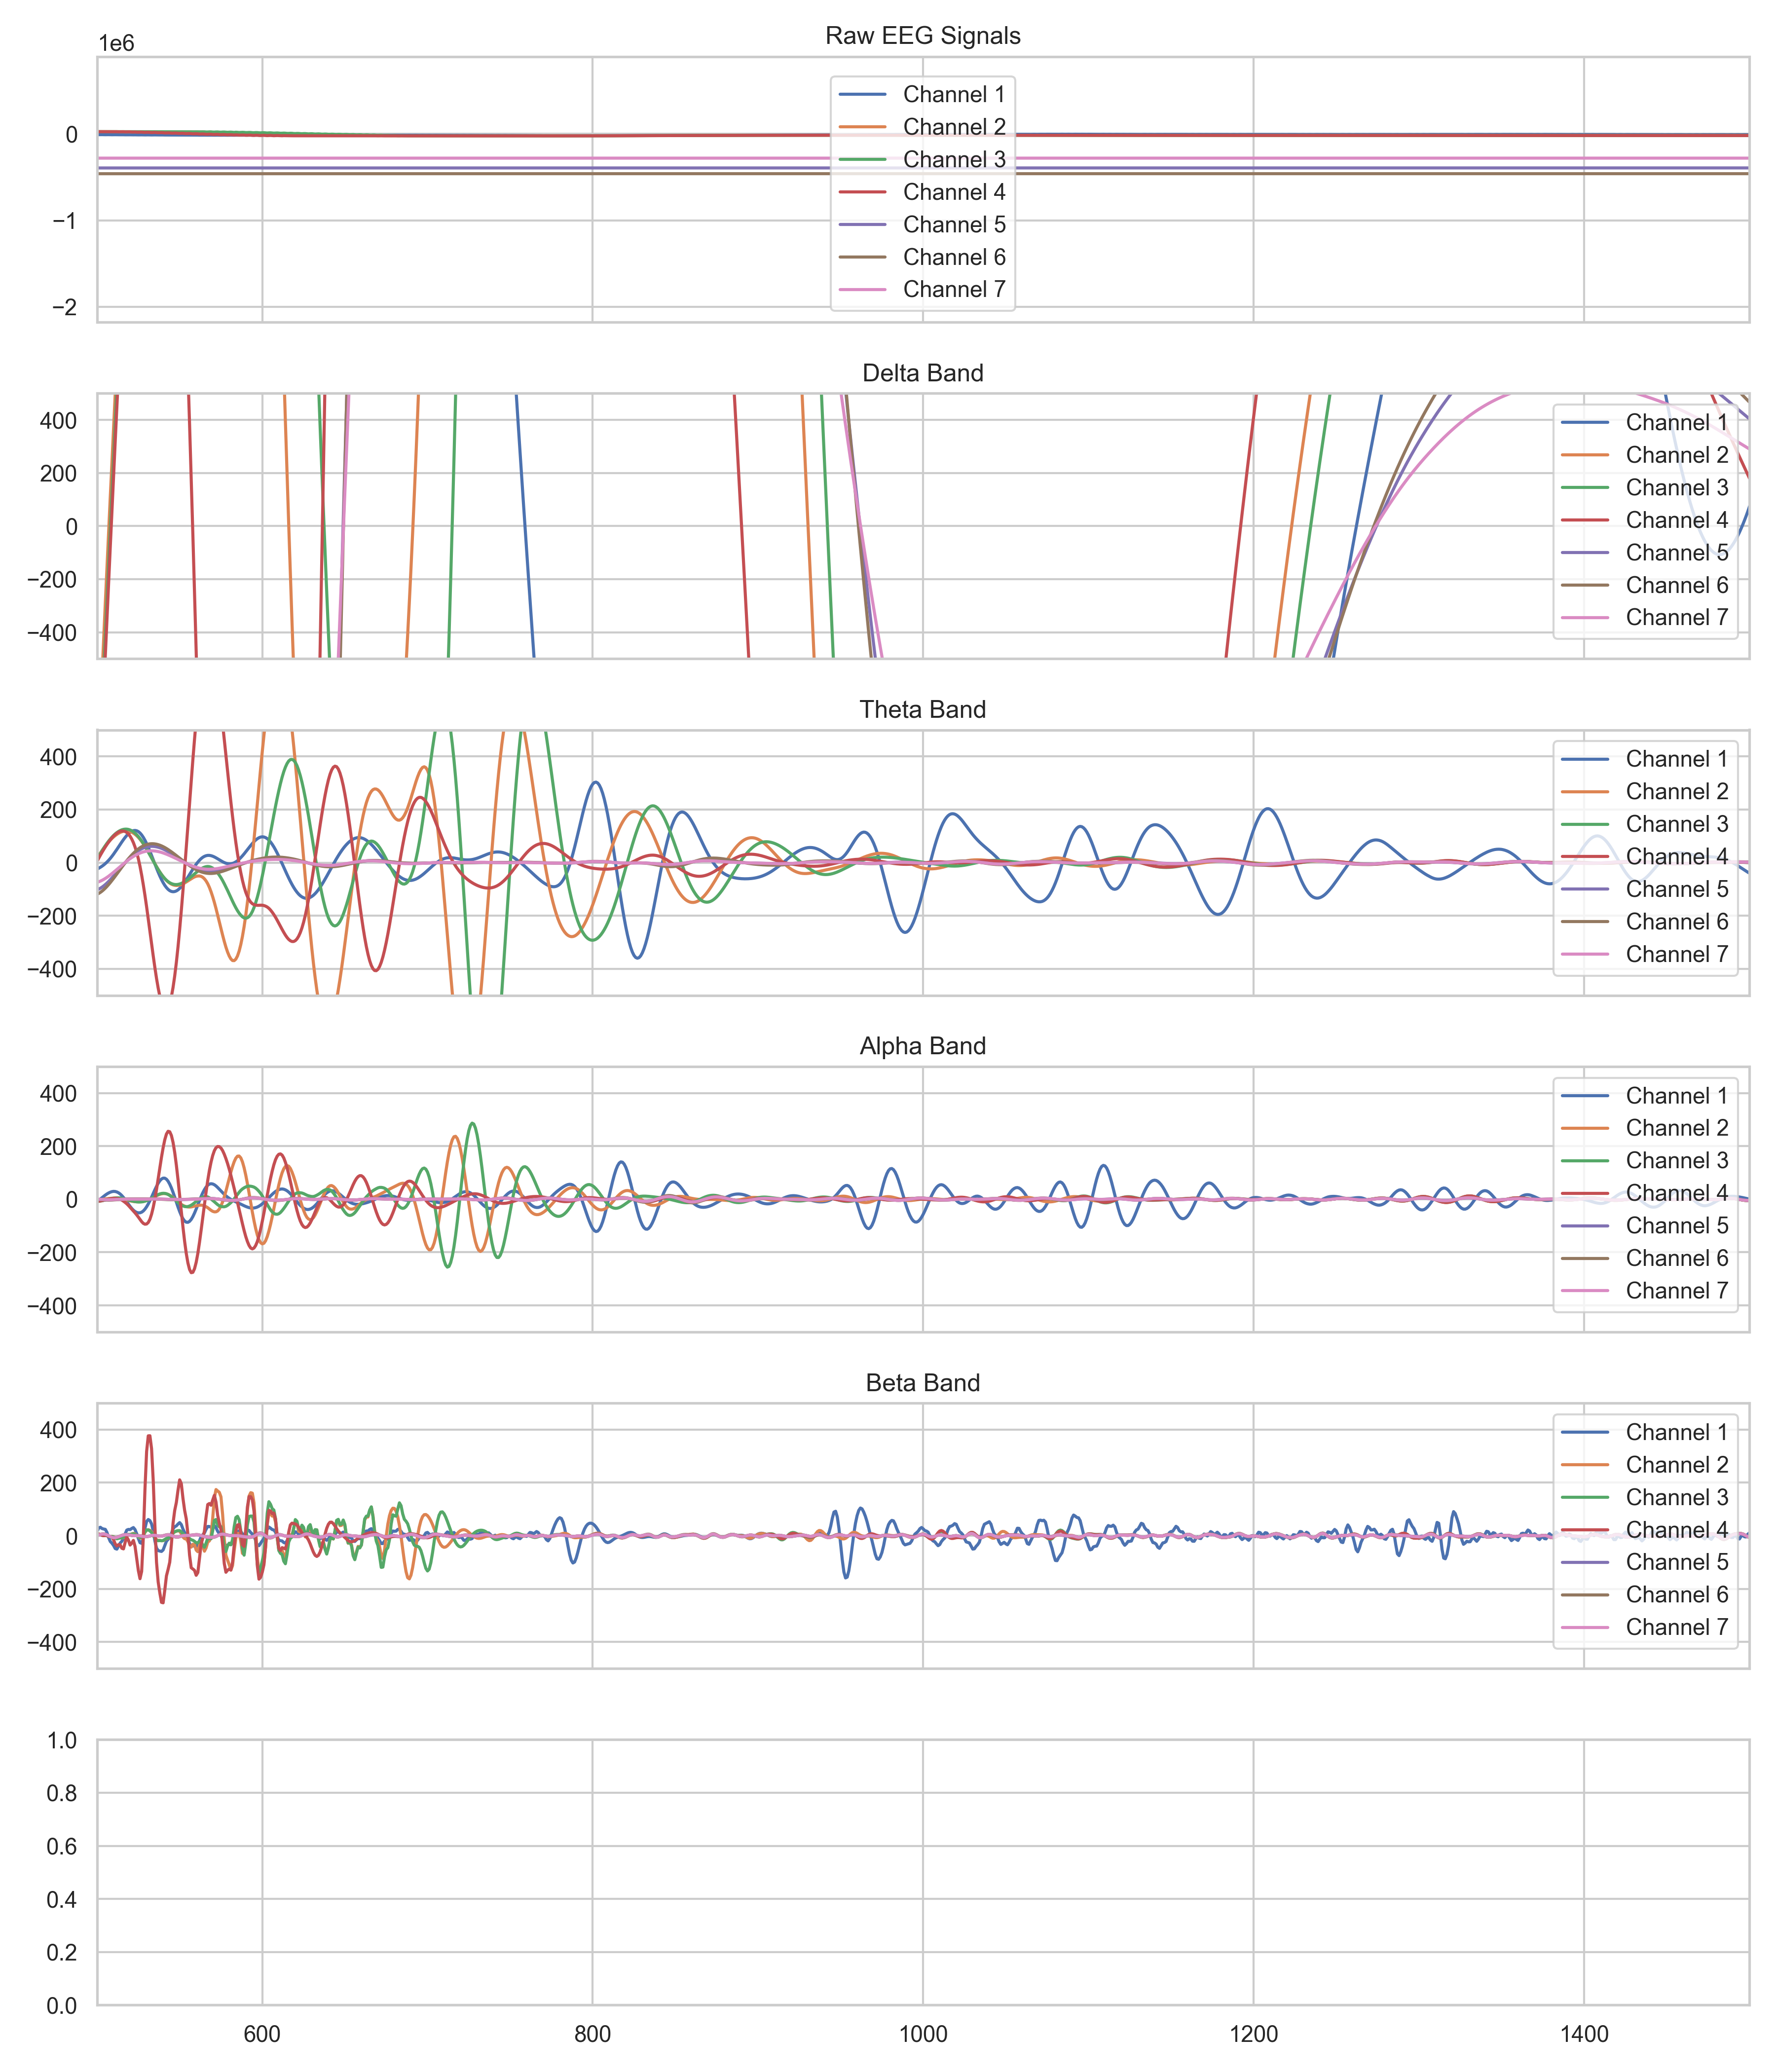 Raw EEG Signals
1e6
0
−1
−2
Channel 1
Channel 2
Channel 3
Channel 4
Channel 5
Channel 6
Channel 7
Delta Band
400
200
0
−200
−400
Channel 1
Channel 2
Channel 3
Channel 4
Channel 5
Channel 6
Channel 7
Theta Band
400
200
0
−200
−400
Channel 1
Channel 2
Channel 3
Channel 4
Channel 5
Channel 6
Channel 7
Alpha Band
400
200
0
−200
−400
Channel 1
Channel 2
Channel 3
Channel 4
Channel 5
Channel 6
Channel 7
Beta Band
400
200
0
−200
−400
Channel 1
Channel 2
Channel 3
Channel 4
Channel 5
Channel 6
Channel 7
1.0
0.8
0.6
0.4
0.2
0.0
600 800 1000 1200 1400